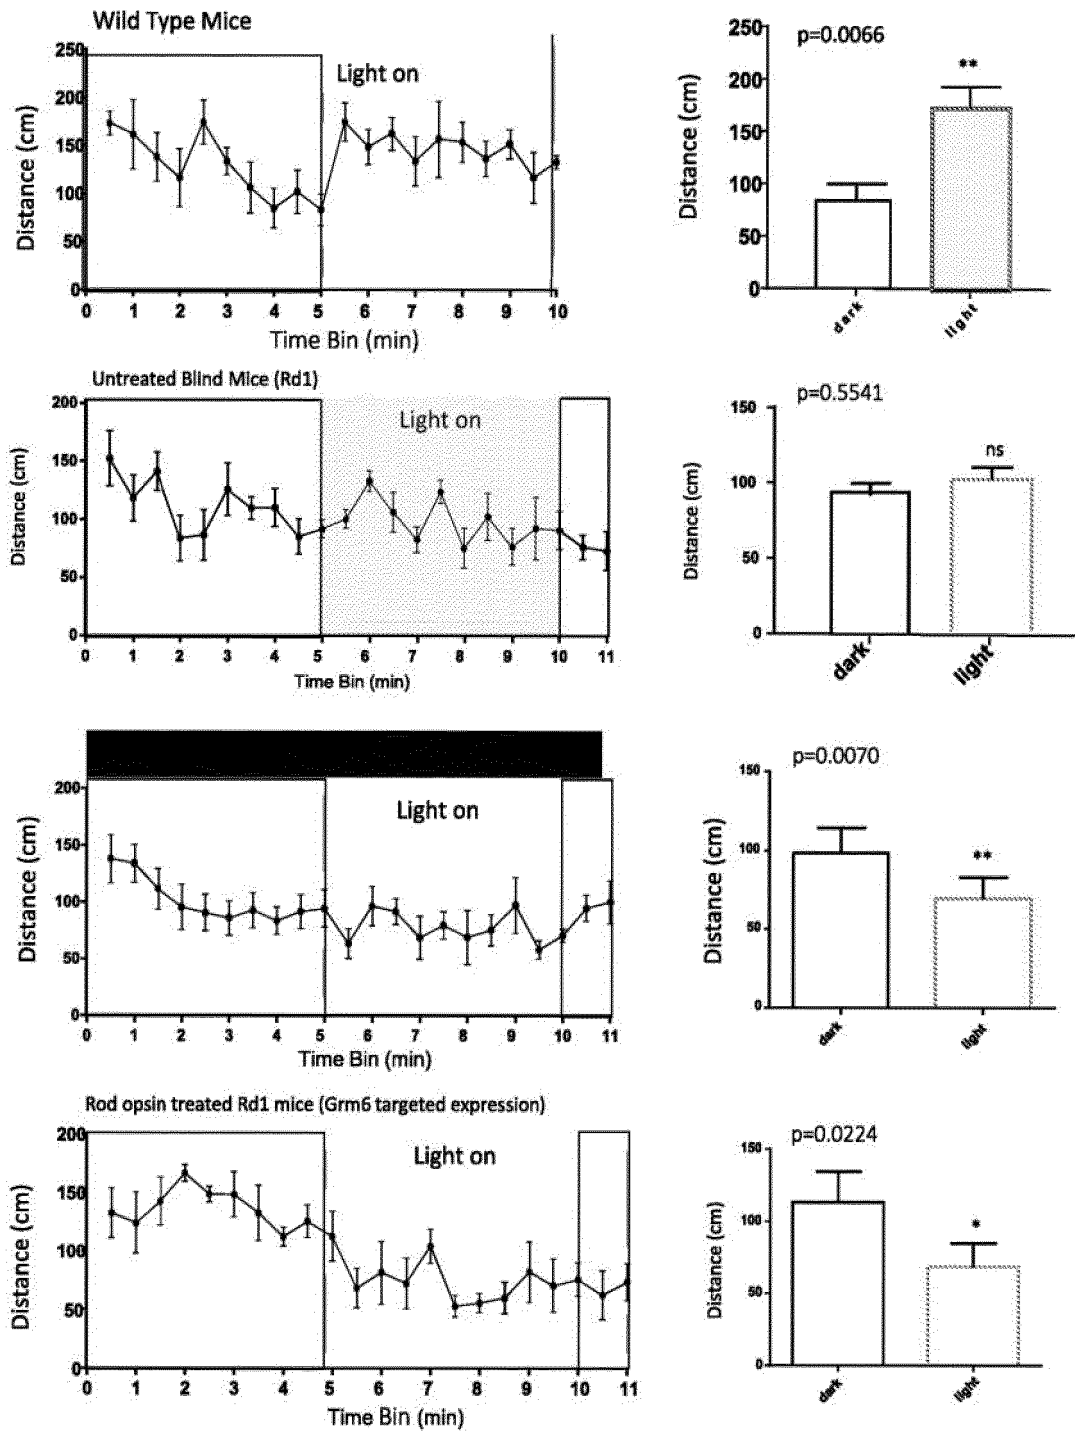 Wild Type Mice
250
200
150
100
50
0
Distance (cm)
Light on
0 1 2 3 4 5 6 7 8 9 10
Time Bin (min)
p=0.0066
250
200
150
100
50
0
Distance (cm)
**
dark
light
Untreated Blind Mice (Rd1)
200
150
100
50
0
Distance (cm)
Light on
0 1 2 3 4 5 6 7 8 9 10 11
Time Bin (min)
p=0.5541
150
100
50
0
Distance (cm)
ns
dark
light
200
150
100
50
0
Distance (cm)
Light on
0 1 2 3 4 5 6 7 8 9 10 11
Time Bin (min)
p=0.0070
150
100
50
0
Distance (cm)
**
dark
light
Rod opsin treated Rd1 mice (Grm6 targeted expression)
200
150
100
50
0
Distance (cm)
Light on
0 1 2 3 4 5 6 7 8 9 10 11
Time Bin (min)
p=0.0224
150
100
50
0
Distance (cm)
*
dark
light